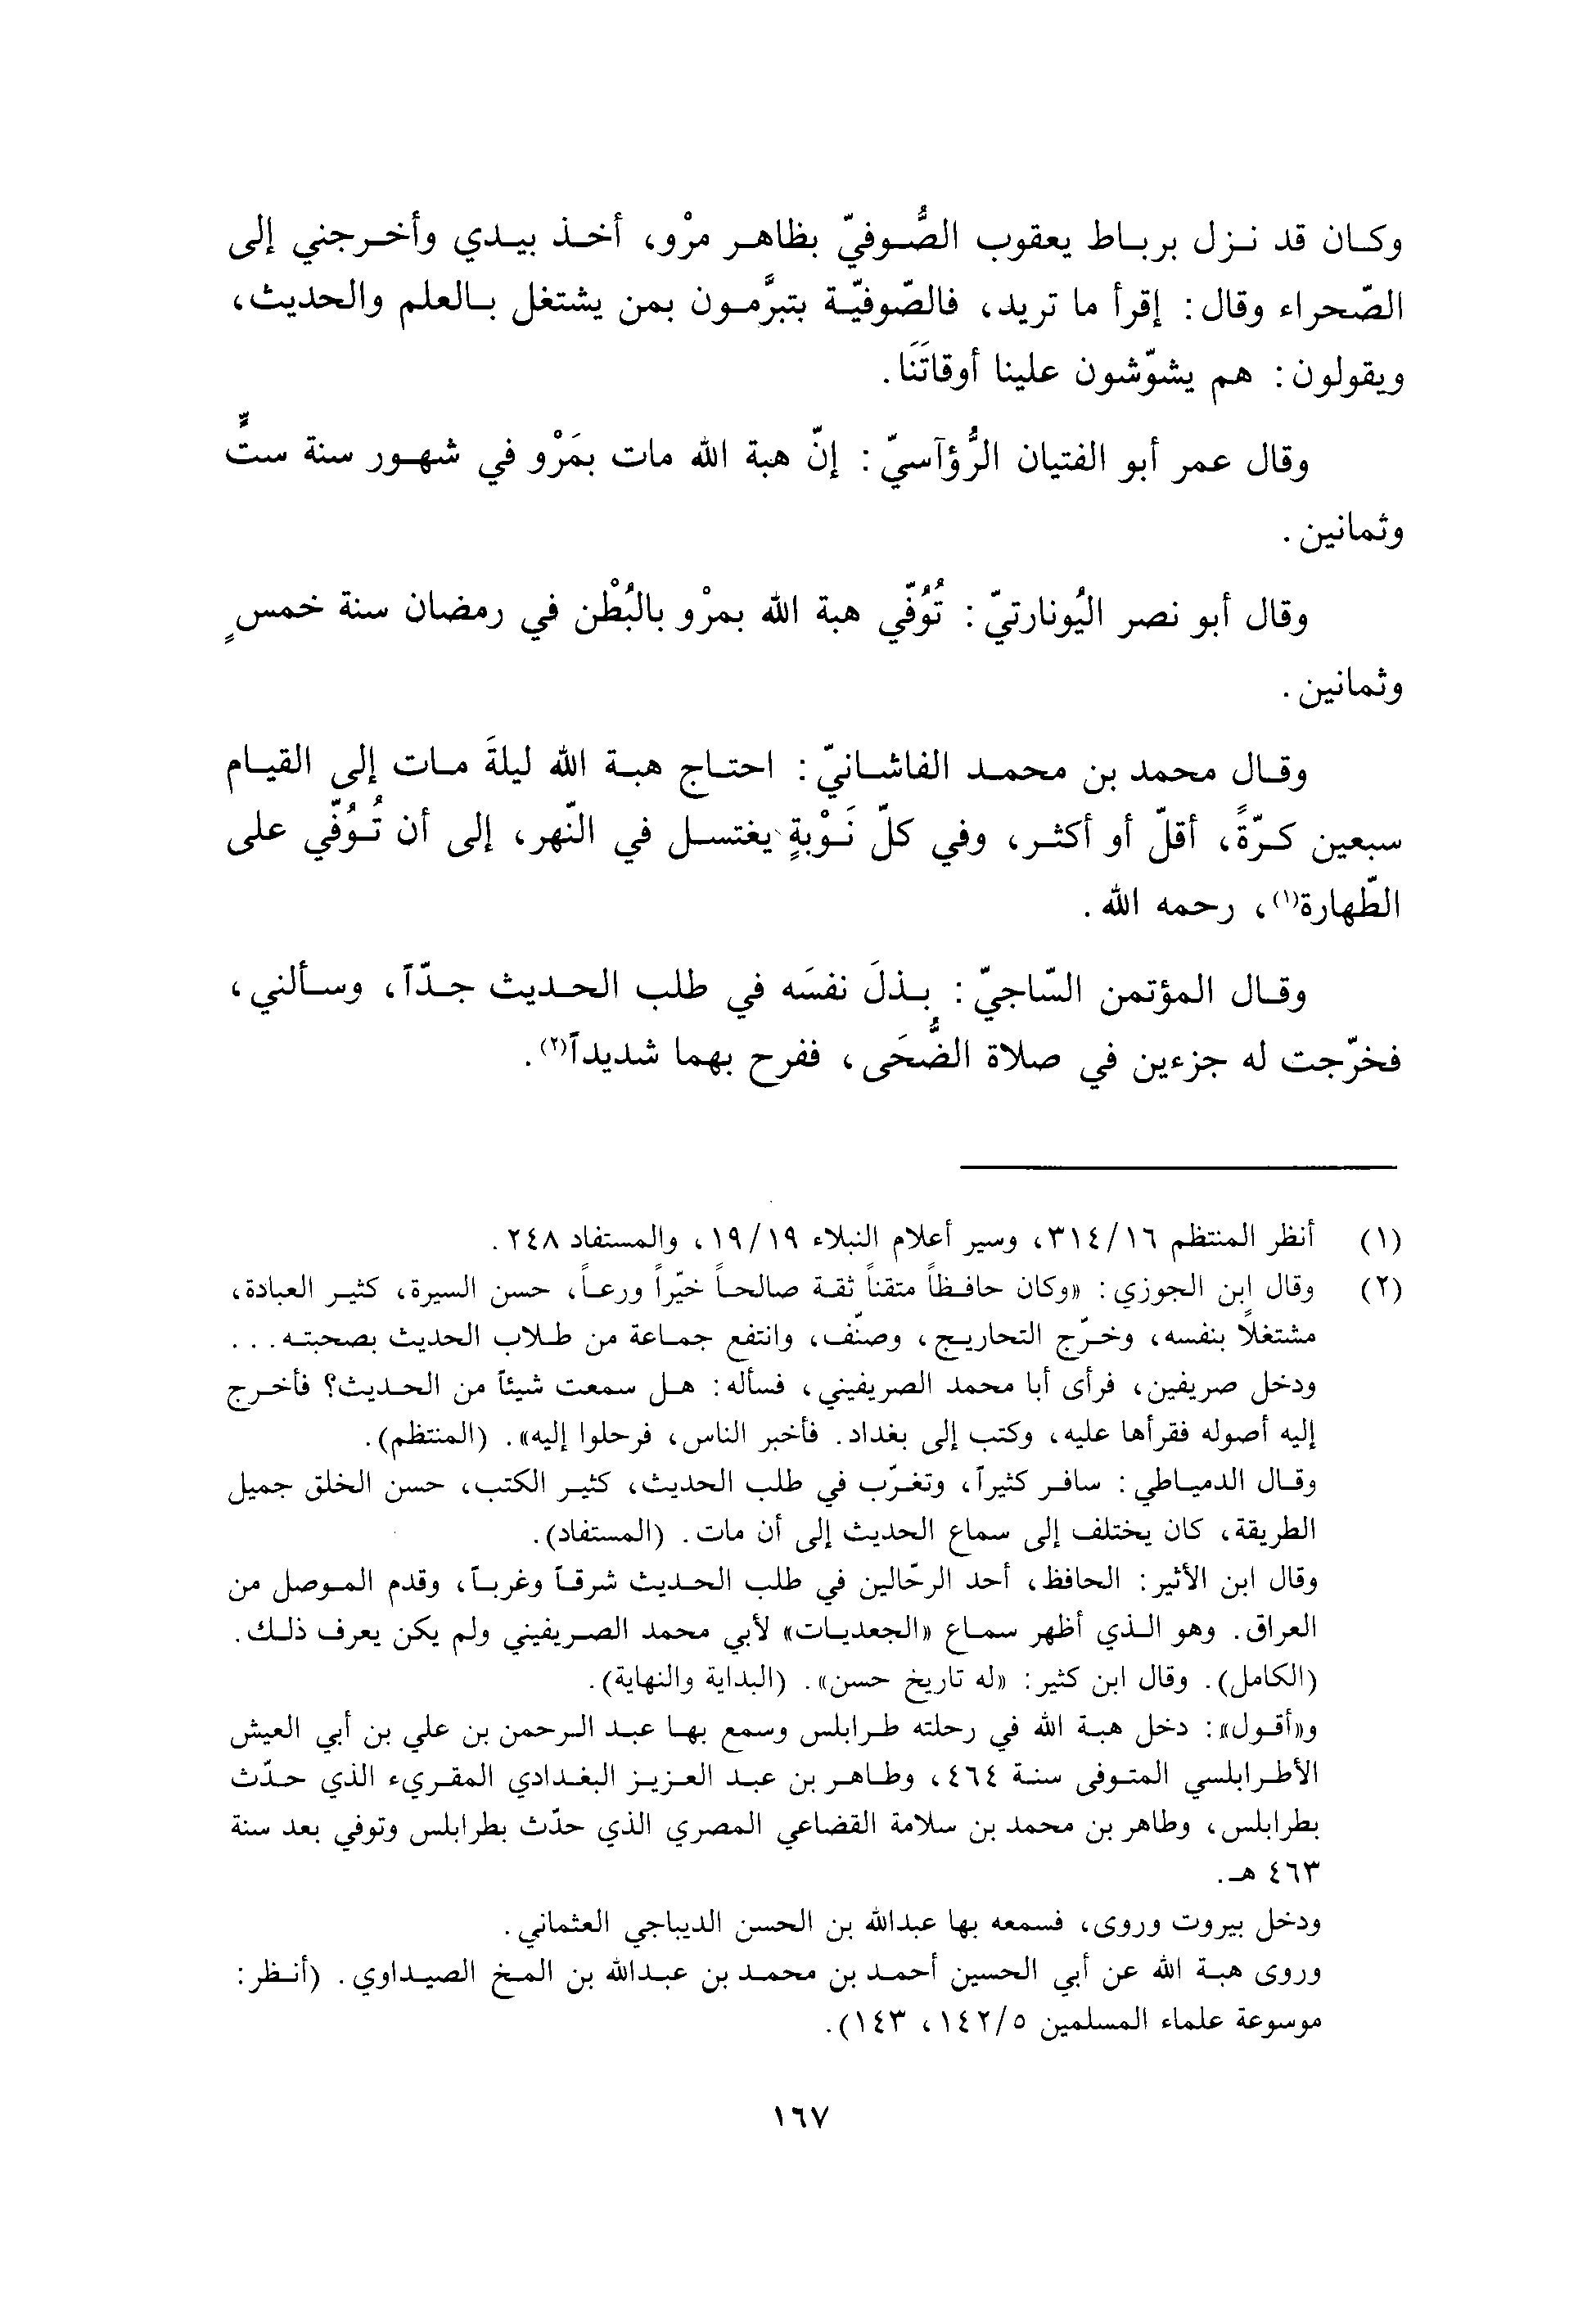 وكان قد نزل برباط يعقوب الصُّوفيّ بظاهر مرْو، أخذ بيدي وأخرجني إلى
الصّحراء وقال: إقرأ ما تريد، فالصّوفيّة بتبرَّمون بمن يشتغل بالعلم والحديث،
ويقولون: هم يشوّشون علينا أوقاتَنَا.
وقال عمر أبو الفتيان الرُّؤآسيّ: إنّ هبة الله مات بمَرْو في شهور سنة ستٍّ
وثمانين.
وقال أبو نصر اليُونارتيّ: تُوُفّي هبة الله بمرْو بالبُطْن في رمضان سنة خمسٍ
وثمانين.
وقال محمد بن محمد الفاشانيّ: احتاج هبة الله ليلةَ مات إلى القيام
سبعين كرّةً، أقلّ أو أكثر، وفي كلّ نَوْبةٍ يغتسل في النّهر، إلى أن تُوُفّي على
الطّهارة(١)، رحمه الله.
وقال المؤتمن السّاجيّ: بذلَ نفسَه في طلب الحديث جدّاً، وسألني،
فخرّجت له جزءين في صلاة الضُّحَى، ففرح بهما شديداً(٢).
(١) أنظر المنتظم ٣١٤/١٦، وسير أعلام النبلاء ١٩/١٩، والمستفاد ٢٤٨.
(٢) وقال ابن الجوزي: «وكان حافظاً متقناً ثقة صالحاً خيّراً ورعاً، حسن السيرة، كثير العبادة،
مشتغلاً بنفسه، وخرّج التحاريج، وصنّف، وانتفع جماعة من طلاب الحديث بصحبته...
ودخل صريفين، فرأى أبا محمد الصريفيني، فسأله: هل سمعت شيئاً من الحديث؟ فأخرج
إليه أصوله فقرأها عليه، وكتب إلى بغداد. فأخبر الناس، فرحلوا إليه». (المنتظم).
وقال الدمياطي: سافر كثيراً، وتغرّب في طلب الحديث، كثير الكتب، حسن الخلق جميل
الطريقة، كان يختلف إلى سماع الحديث إلى أن مات. (المستفاد).
وقال ابن الأثير: الحافظ، أحد الرحّالين في طلب الحديث شرقاً وغرباً، وقدم الموصل من
العراق. وهو الذي أظهر سماع «الجعديات» لأبي محمد الصريفيني ولم يكن يعرف ذلك.
(الكامل). وقال ابن كثير: «له تاريخ حسن». (البداية والنهاية).
و«أقول»: دخل هبة الله في رحلته طرابلس وسمع بها عبد الرحمن بن علي بن أبي العيش
الأطرابلسي المتوفى سنة ٤٦٤، وطاهر بن عبد العزيز البغدادي المقريء الذي حدّث
بطرابلس، وطاهر بن محمد بن سلامة القضاعي المصري الذي حدّث بطرابلس وتوفي بعد سنة
٤٦٣ هـ.
ودخل بيروت وروى، فسمعه بها عبدالله بن الحسن الديباجي العثماني.
وروى هبة الله عن أبي الحسين أحمد بن محمد بن عبدالله بن المخ الصيداوي. (أنظر:
موسوعة علماء المسلمين ١٤٢/٥، ١٤٣).
١٦٧